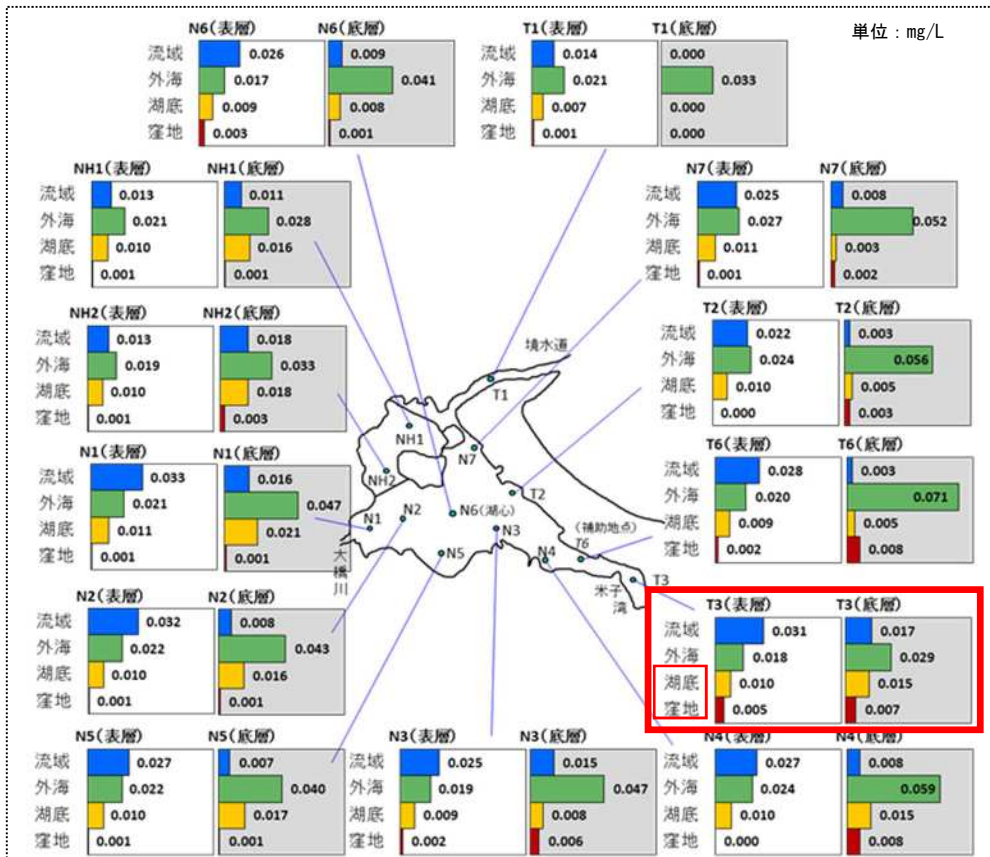 単位：mg/L
N6(表層) N6(底層)
流域 0.026 0.009
外海 0.017 0.041
湖底 0.009 0.008
窪地 0.003 0.001
T1(表層) T1(底層)
流域 0.014 0.000
外海 0.021 0.033
湖底 0.007 0.000
窪地 0.001 0.000
NH1(表層) NH1(底層)
流域 0.013 0.011
外海 0.021 0.028
湖底 0.010 0.016
窪地 0.001 0.001
N7(表層) N7(底層)
流域 0.025 0.008
外海 0.027 0.052
湖底 0.011 0.003
窪地 0.001 0.002
NH2(表層) NH2(底層)
流域 0.013 0.018
外海 0.019 0.033
湖底 0.010 0.018
窪地 0.001 0.003
T2(表層) T2(底層)
流域 0.022 0.003
外海 0.024 0.056
湖底 0.010 0.005
窪地 0.000 0.003
N1(表層) N1(底層)
流域 0.033 0.016
外海 0.021 0.047
湖底 0.011 0.021
窪地 0.001 0.001
T6(表層) T6(底層)
流域 0.028 0.003
外海 0.020 0.071
湖底 0.009 0.005
窪地 0.002 0.008
境水道
T1
NH1
N7
NH2
T2
N1
N2
N6(湖心)
N3
(補助地点)
T6
N5
N4
T3
大橋川
米子湾
N2(表層) N2(底層)
流域 0.032 0.008
外海 0.022 0.043
湖底 0.010 0.016
窪地 0.001 0.001
T3(表層) T3(底層)
流域 0.031 0.017
外海 0.018 0.029
湖底 0.010 0.015
窪地 0.005 0.007
N5(表層) N5(底層)
流域 0.027 0.007
外海 0.022 0.040
湖底 0.010 0.017
窪地 0.001 0.001
N3(表層) N3(底層)
流域 0.025 0.015
外海 0.019 0.047
湖底 0.009 0.008
窪地 0.002 0.006
N4(表層) N4(底層)
流域 0.027 0.008
外海 0.024 0.059
湖底 0.010 0.015
窪地 0.000 0.008